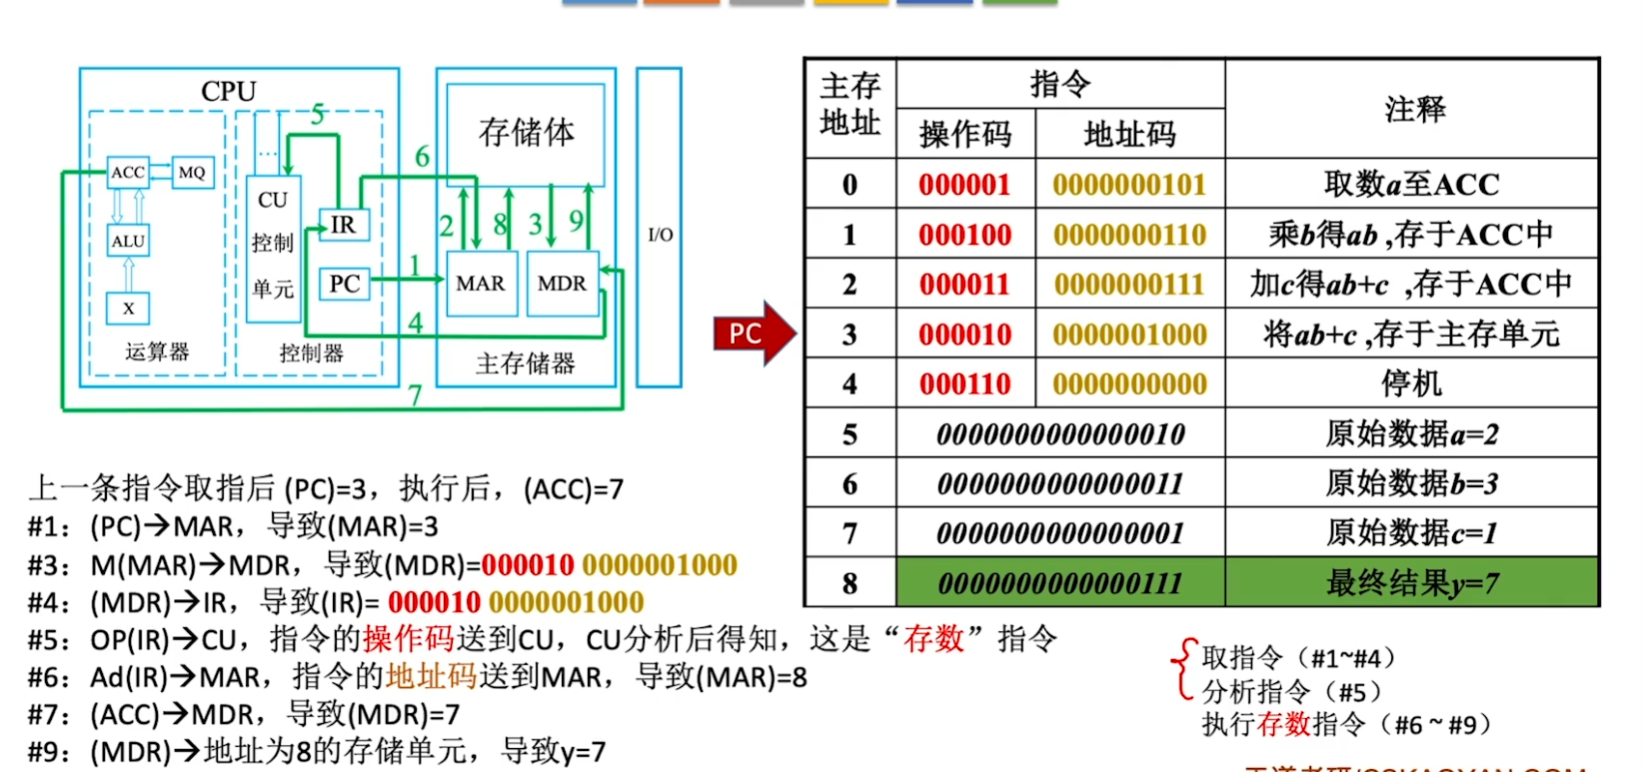 CPU
5
ACC
MQ
CU
控制
单元
IR
ALU
PC
X
运算器
控制器
6
存储体
2
8
3
9
1
MAR
MDR
4
主存储器
7
I/O
PC
主存地址 指令 注释
操作码 地址码
0 000001 0000000101 取数a至ACC
1 000100 0000000110 乘b得ab ,存于ACC中
2 000011 0000000111 加c得ab+c ,存于ACC中
3 000010 0000001000 将ab+c ,存于主存单元
4 000110 0000000000 停机
5 0000000000000010 原始数据a=2
6 0000000000000011 原始数据b=3
7 0000000000000001 原始数据c=1
8 0000000000000111 最终结果y=7
上一条指令取指后 (PC)=3，执行后，(ACC)=7
#1：(PC)→MAR，导致(MAR)=3
#3：M(MAR)→MDR，导致(MDR)=000010 0000001000
#4：(MDR)→IR，导致(IR)= 000010 0000001000
#5：OP(IR)→CU，指令的操作码送到CU，CU分析后得知，这是“存数”指令
#6：Ad(IR)→MAR，指令的地址码送到MAR，导致(MAR)=8
#7：(ACC)→MDR，导致(MDR)=7
#9：(MDR)→地址为8的存储单元，导致y=7
取指令（#1~#4）
分析指令（#5）
执行存数指令（#6 ~ #9）